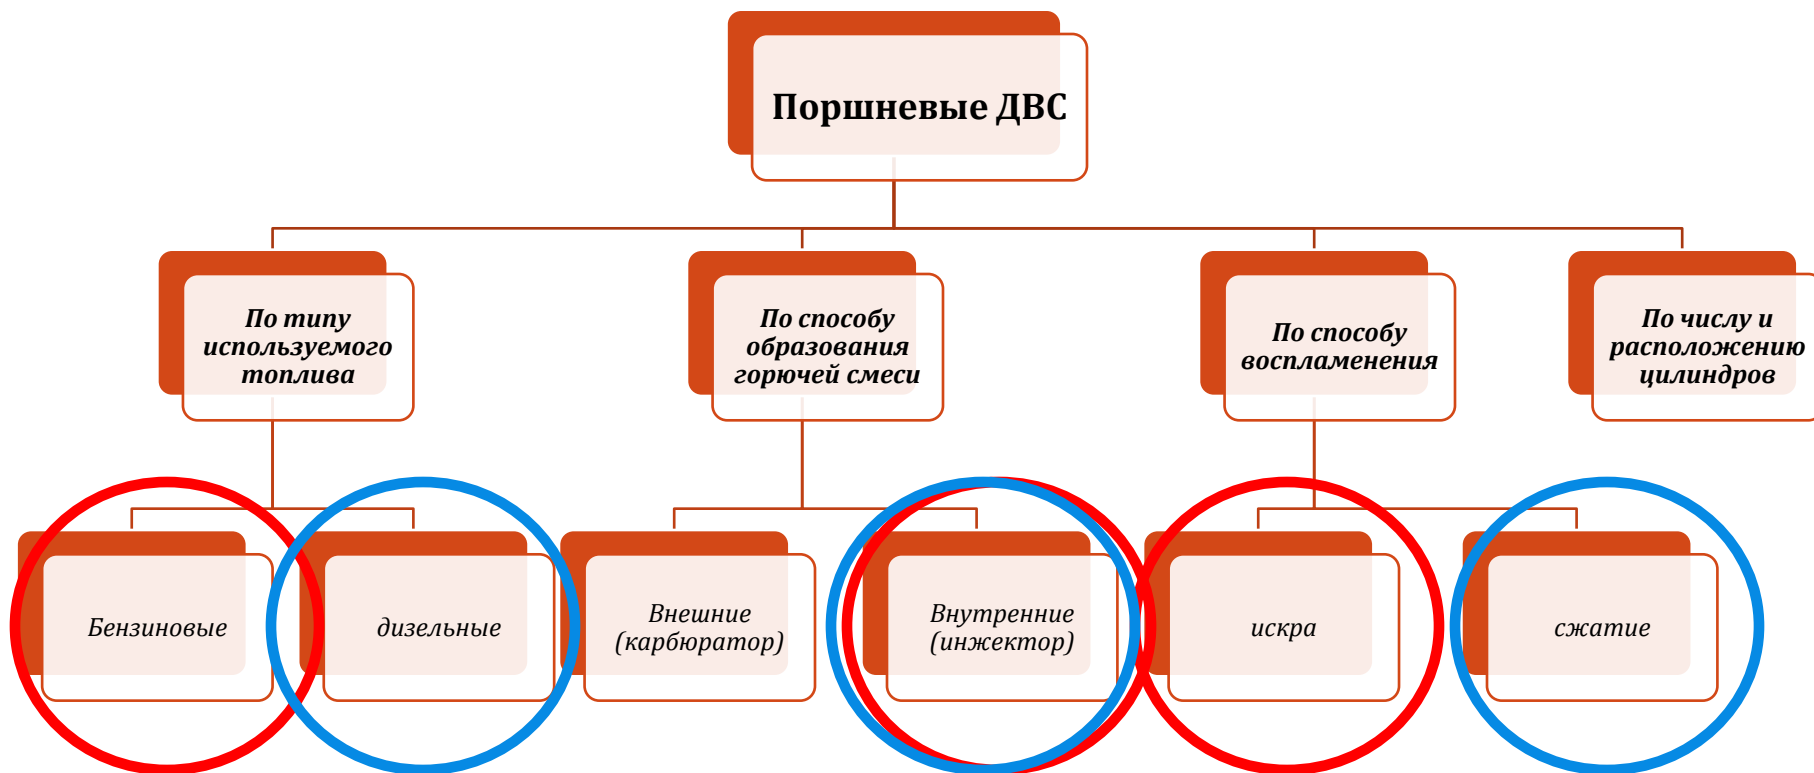 Поршневые ДВС
По типу
используемого
топлива
По способу
образования
горючей смеси
По способу
воспламенения
По числу и
расположению
цилиндров
Бензиновые
дизельные
Внешние
(карбюратор)
Внутренние
(инжектор)
искра
сжатие